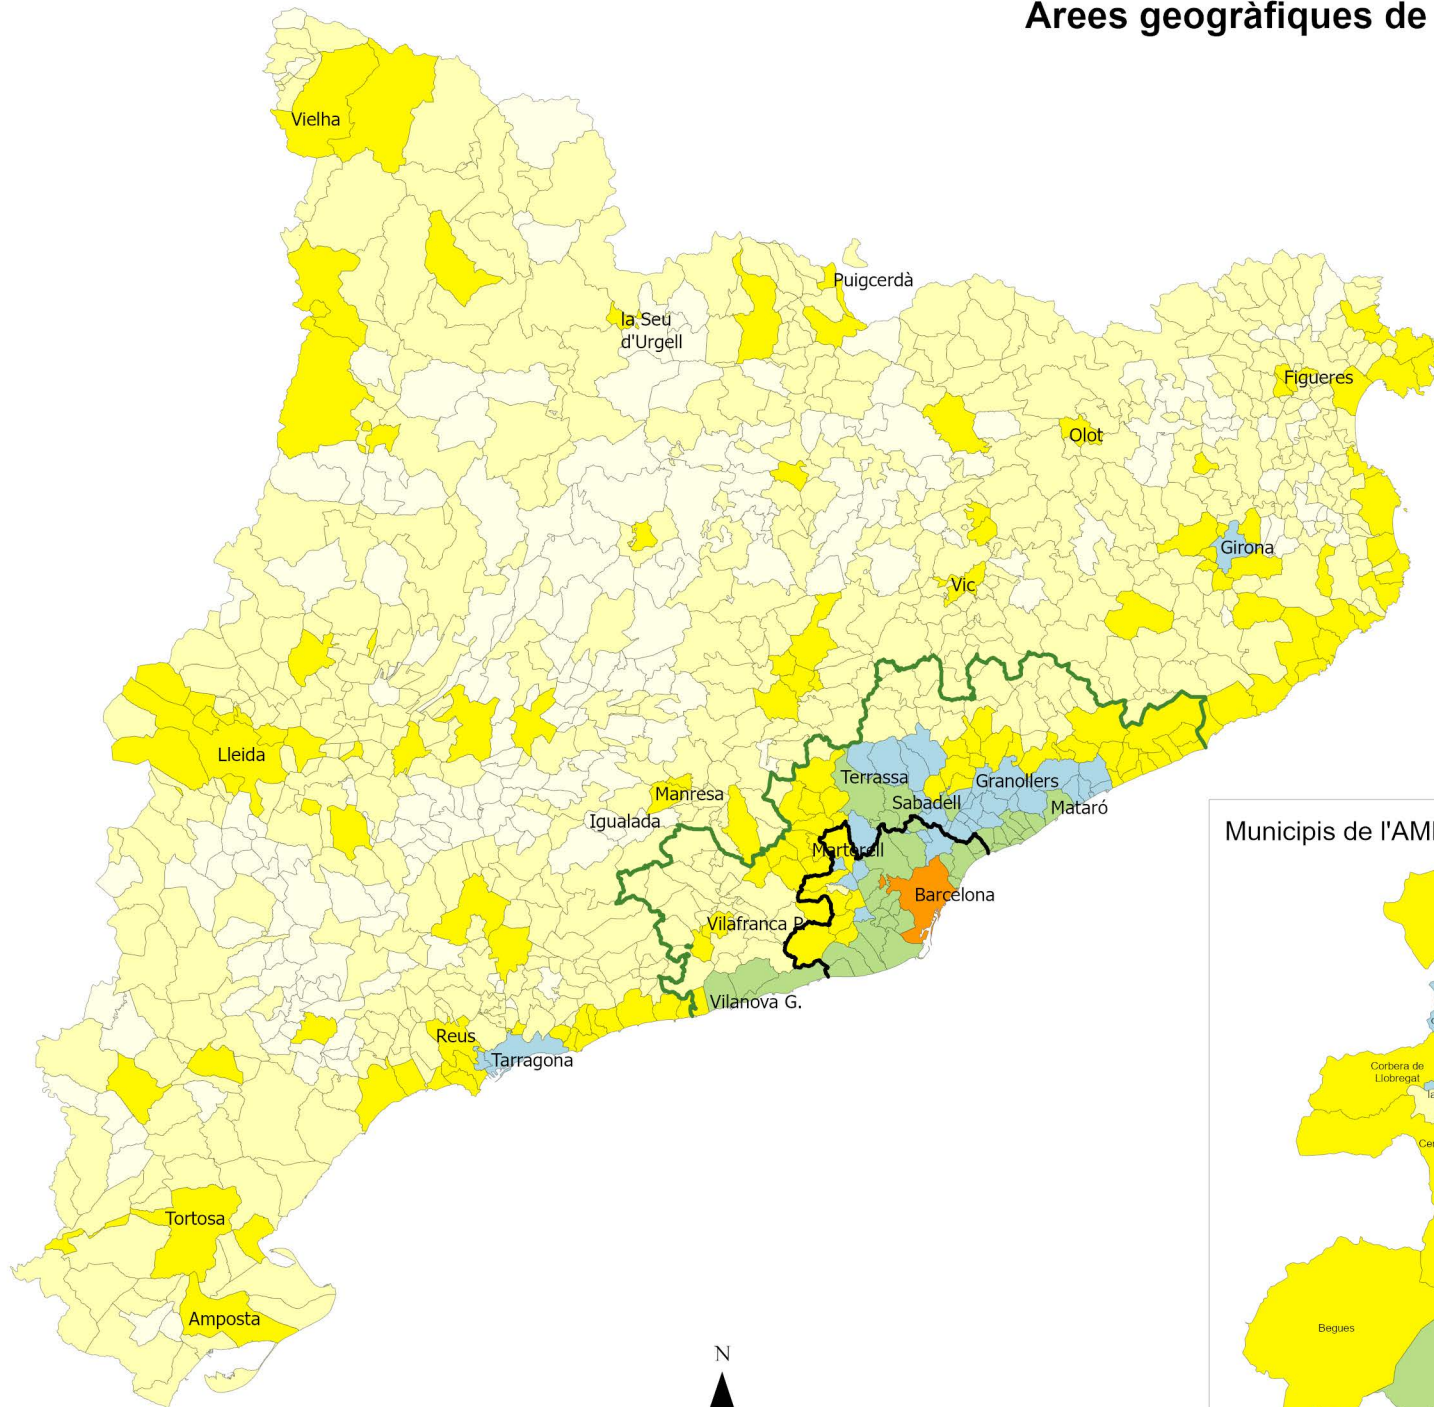 Arees geogràfiques de
Vielha
Puigcerdà
la Seu
d'Urgell
Figueres
Olot
Girona
Vic
Lleida
Terrassa
Granollers
Manresa
Sabadell
Mataró
Igualada
Municipis de l'AM
Martorell
Barcelona
Vilafranca P.
Vilanova G.
Reus
Tarragona
Corbera de
Llobregat
Tortosa
Amposta
Begues
N